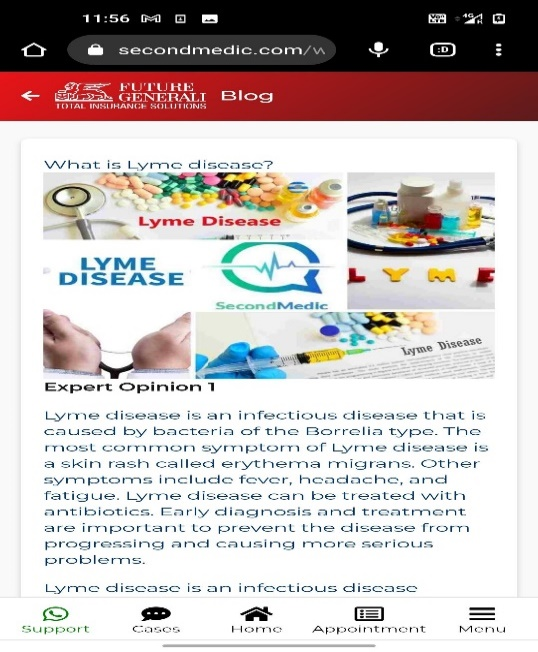 11:56
secondmedic.com/w
:D
4G
FUTURE
GENERALI
TOTAL INSURANCE SOLUTIONS
Blog
What is Lyme disease?
Lyme Disease
LYME
DISEASE
SecondMedic
LYME
Lyme Disease
Expert Opinion 1
Lyme disease is an infectious disease that is
caused by bacteria of the Borrelia type. The
most common symptom of Lyme disease is
a skin rash called erythema migrans. Other
symptoms include fever, headache, and
fatigue. Lyme disease can be treated with
antibiotics. Early diagnosis and treatment
are important to prevent the disease from
progressing and causing more serious
problems.
Lyme disease is an infectious disease
Support
Cases
Home
Appointment
Menu